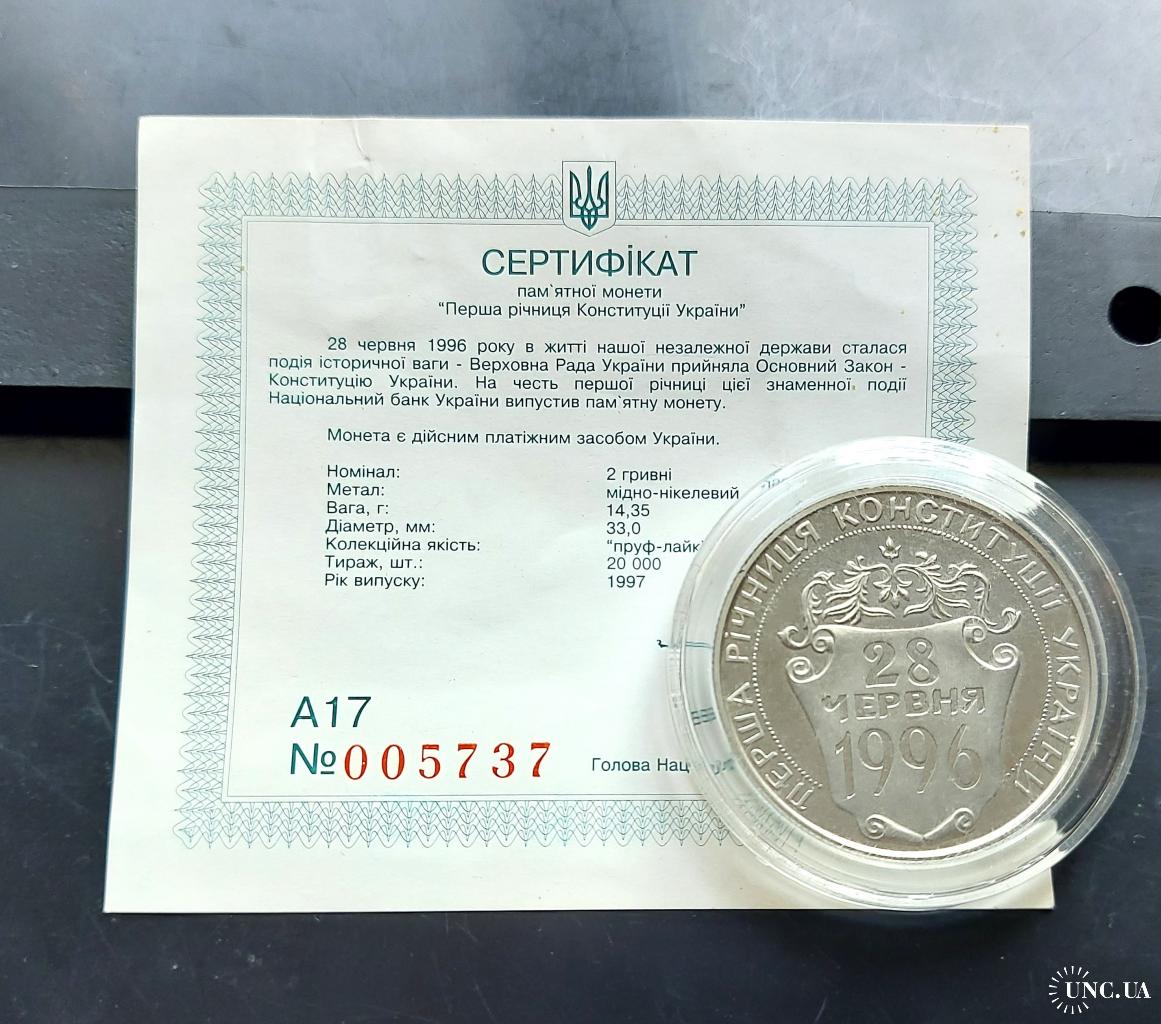 СЕРТИФІКАТ
пам`ятної монети
“Перша річниця Конституції України”
28 червня 1996 року в житті нашої незалежної держави сталася
подія історичної ваги - Верховна Рада України прийняла Основний Закон -
Конституцію України. На честь першої річниці цієї знаменної події
Національний банк України випустив пам`ятну монету.
Монета є дійсним платіжним засобом України.
Номінал: 2 гривні
Метал: мідно-нікелевий
Вага, г: 14,35
Діаметр, мм: 33,0
Колекційна якість: “пруф-лайк
Тираж, шт.: 20 000
Рік випуску: 1997
А17
№005737
Голова Нац
ПЕРША РІЧНИЦЯ КОНСТИТУЦІЇ УКРАЇНИ
28
ЧЕРВНЯ
1996
UNC.UA